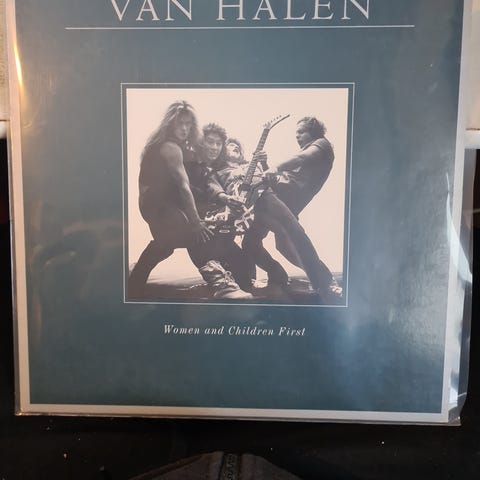 VAN HALEN
Women and Children First